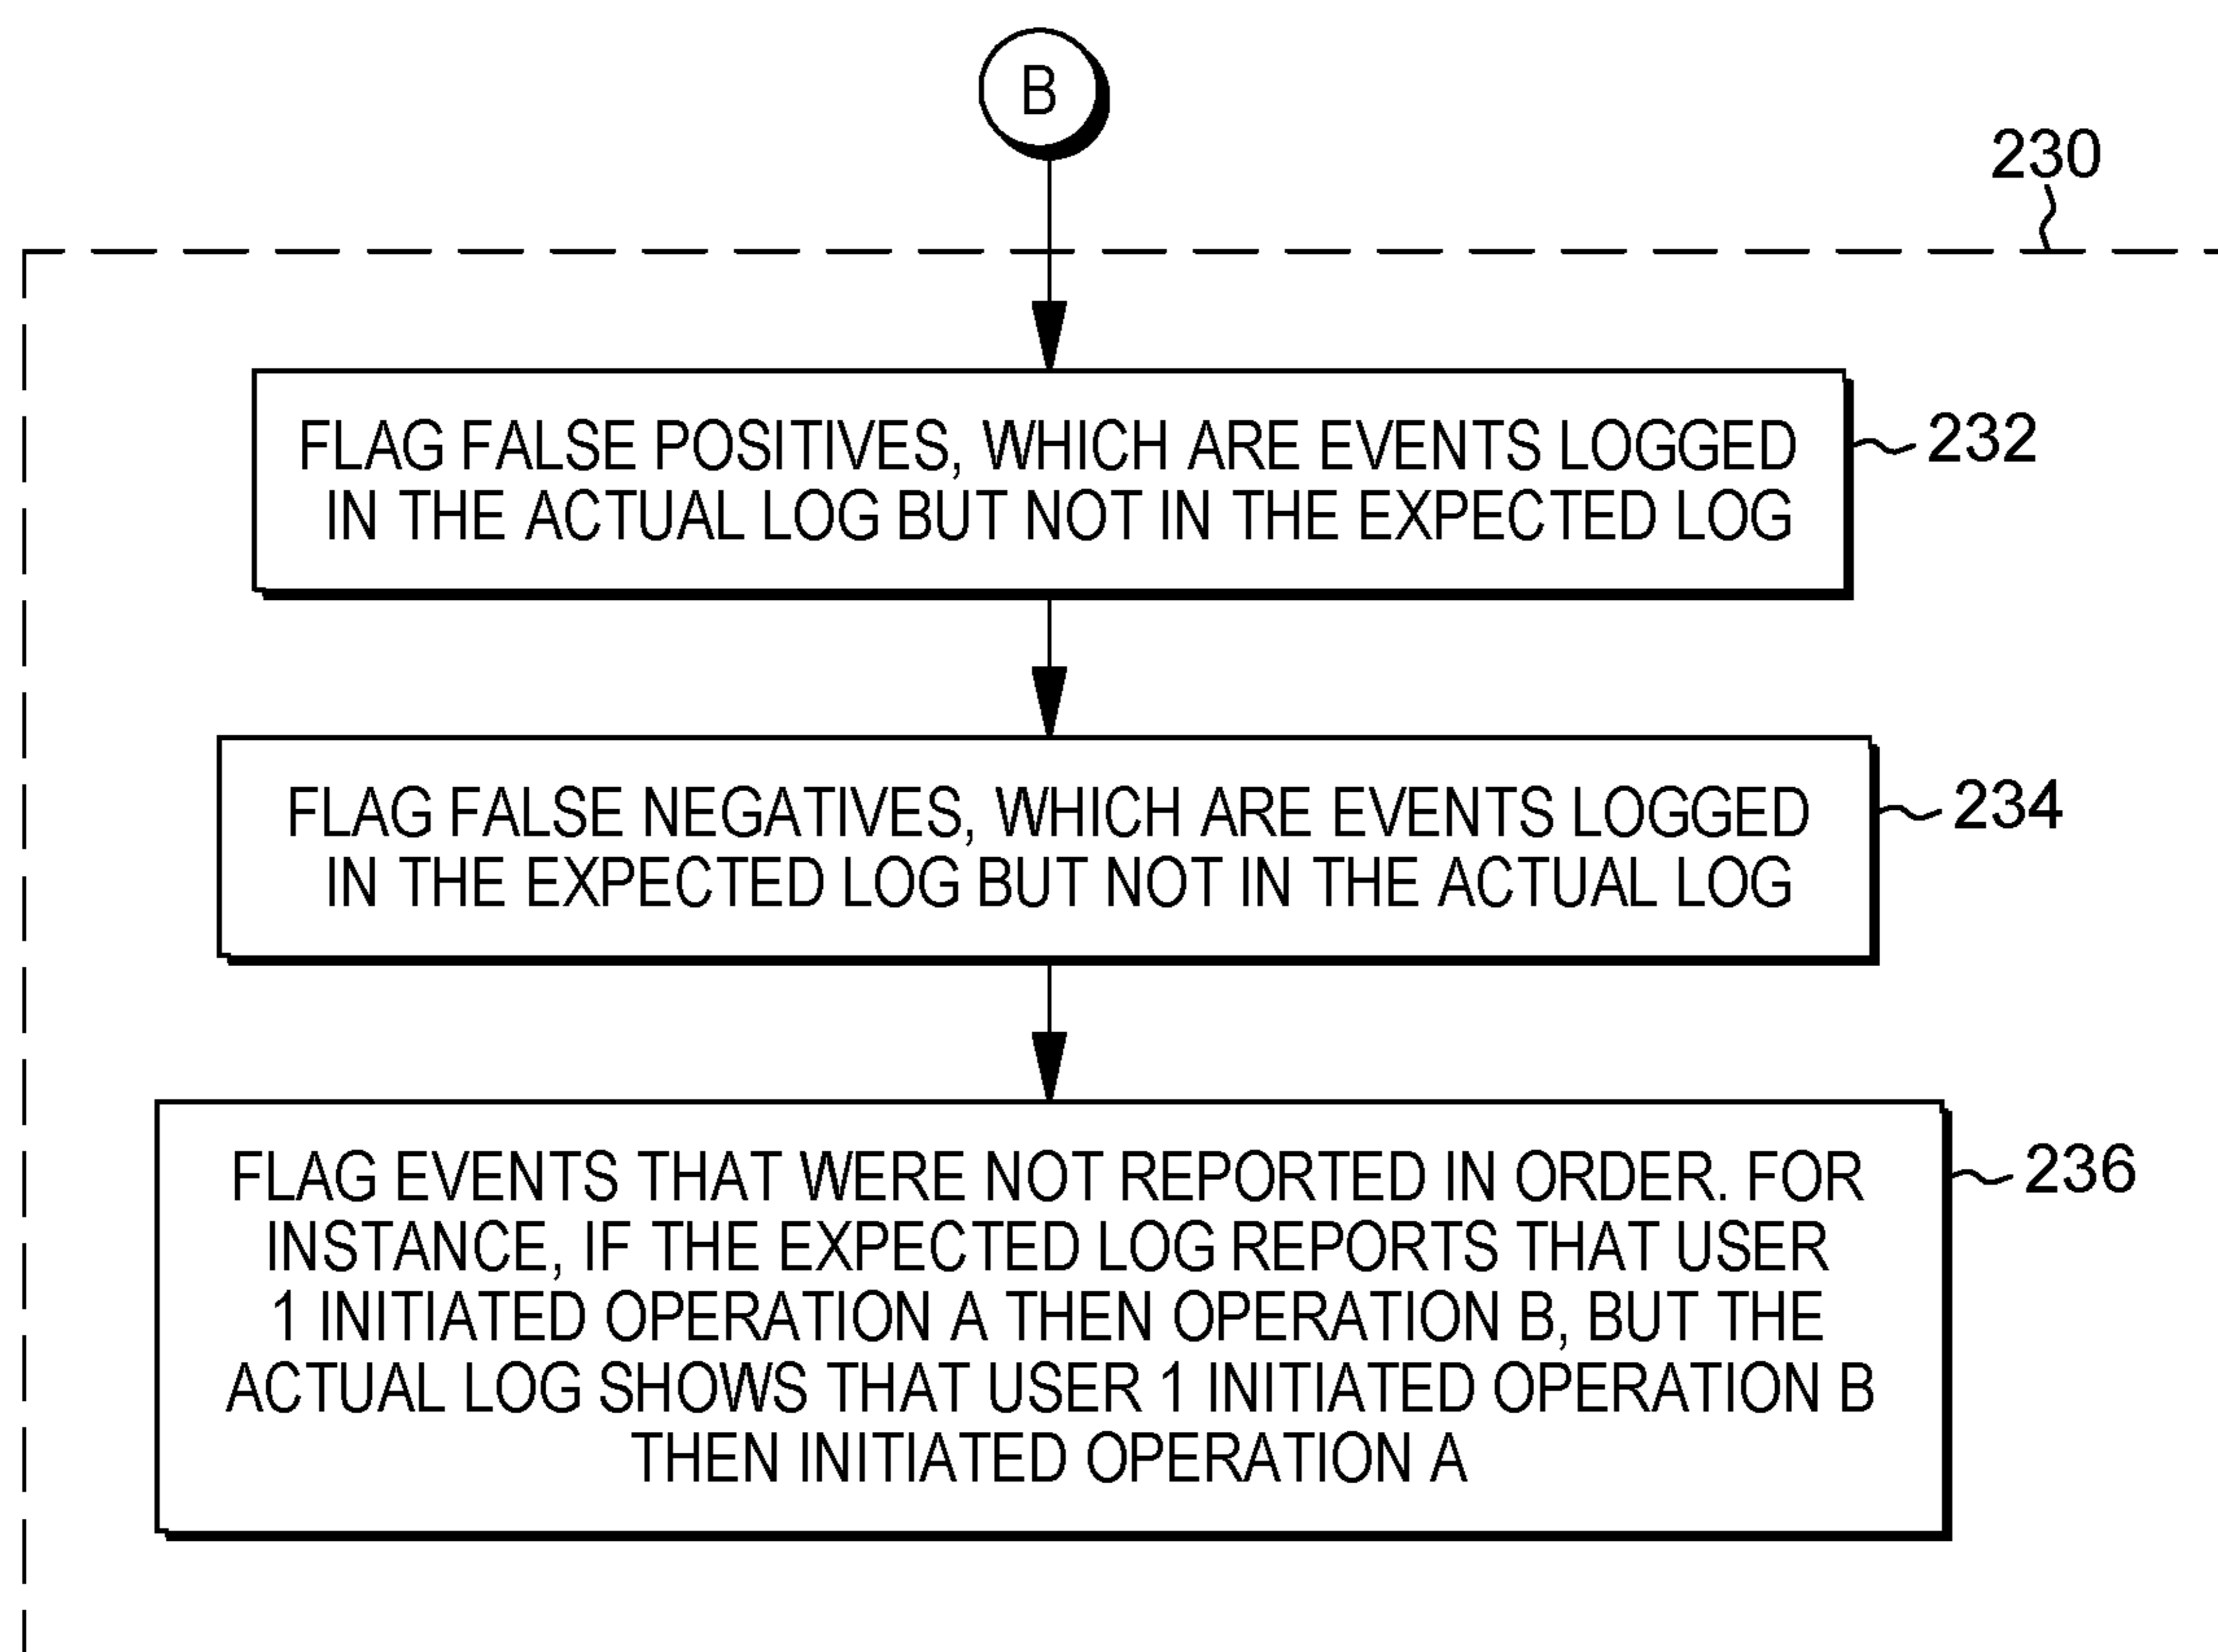 B
230
FLAG FALSE POSITIVES, WHICH ARE EVENTS LOGGED
IN THE ACTUAL LOG BUT NOT IN THE EXPECTED LOG
232
FLAG FALSE NEGATIVES, WHICH ARE EVENTS LOGGED
IN THE EXPECTED LOG BUT NOT IN THE ACTUAL LOG
234
FLAG EVENTS THAT WERE NOT REPORTED IN ORDER. FOR
INSTANCE, IF THE EXPECTED LOG REPORTS THAT USER
1 INITIATED OPERATION A THEN OPERATION B, BUT THE
ACTUAL LOG SHOWS THAT USER 1 INITIATED OPERATION B
THEN INITIATED OPERATION A
236